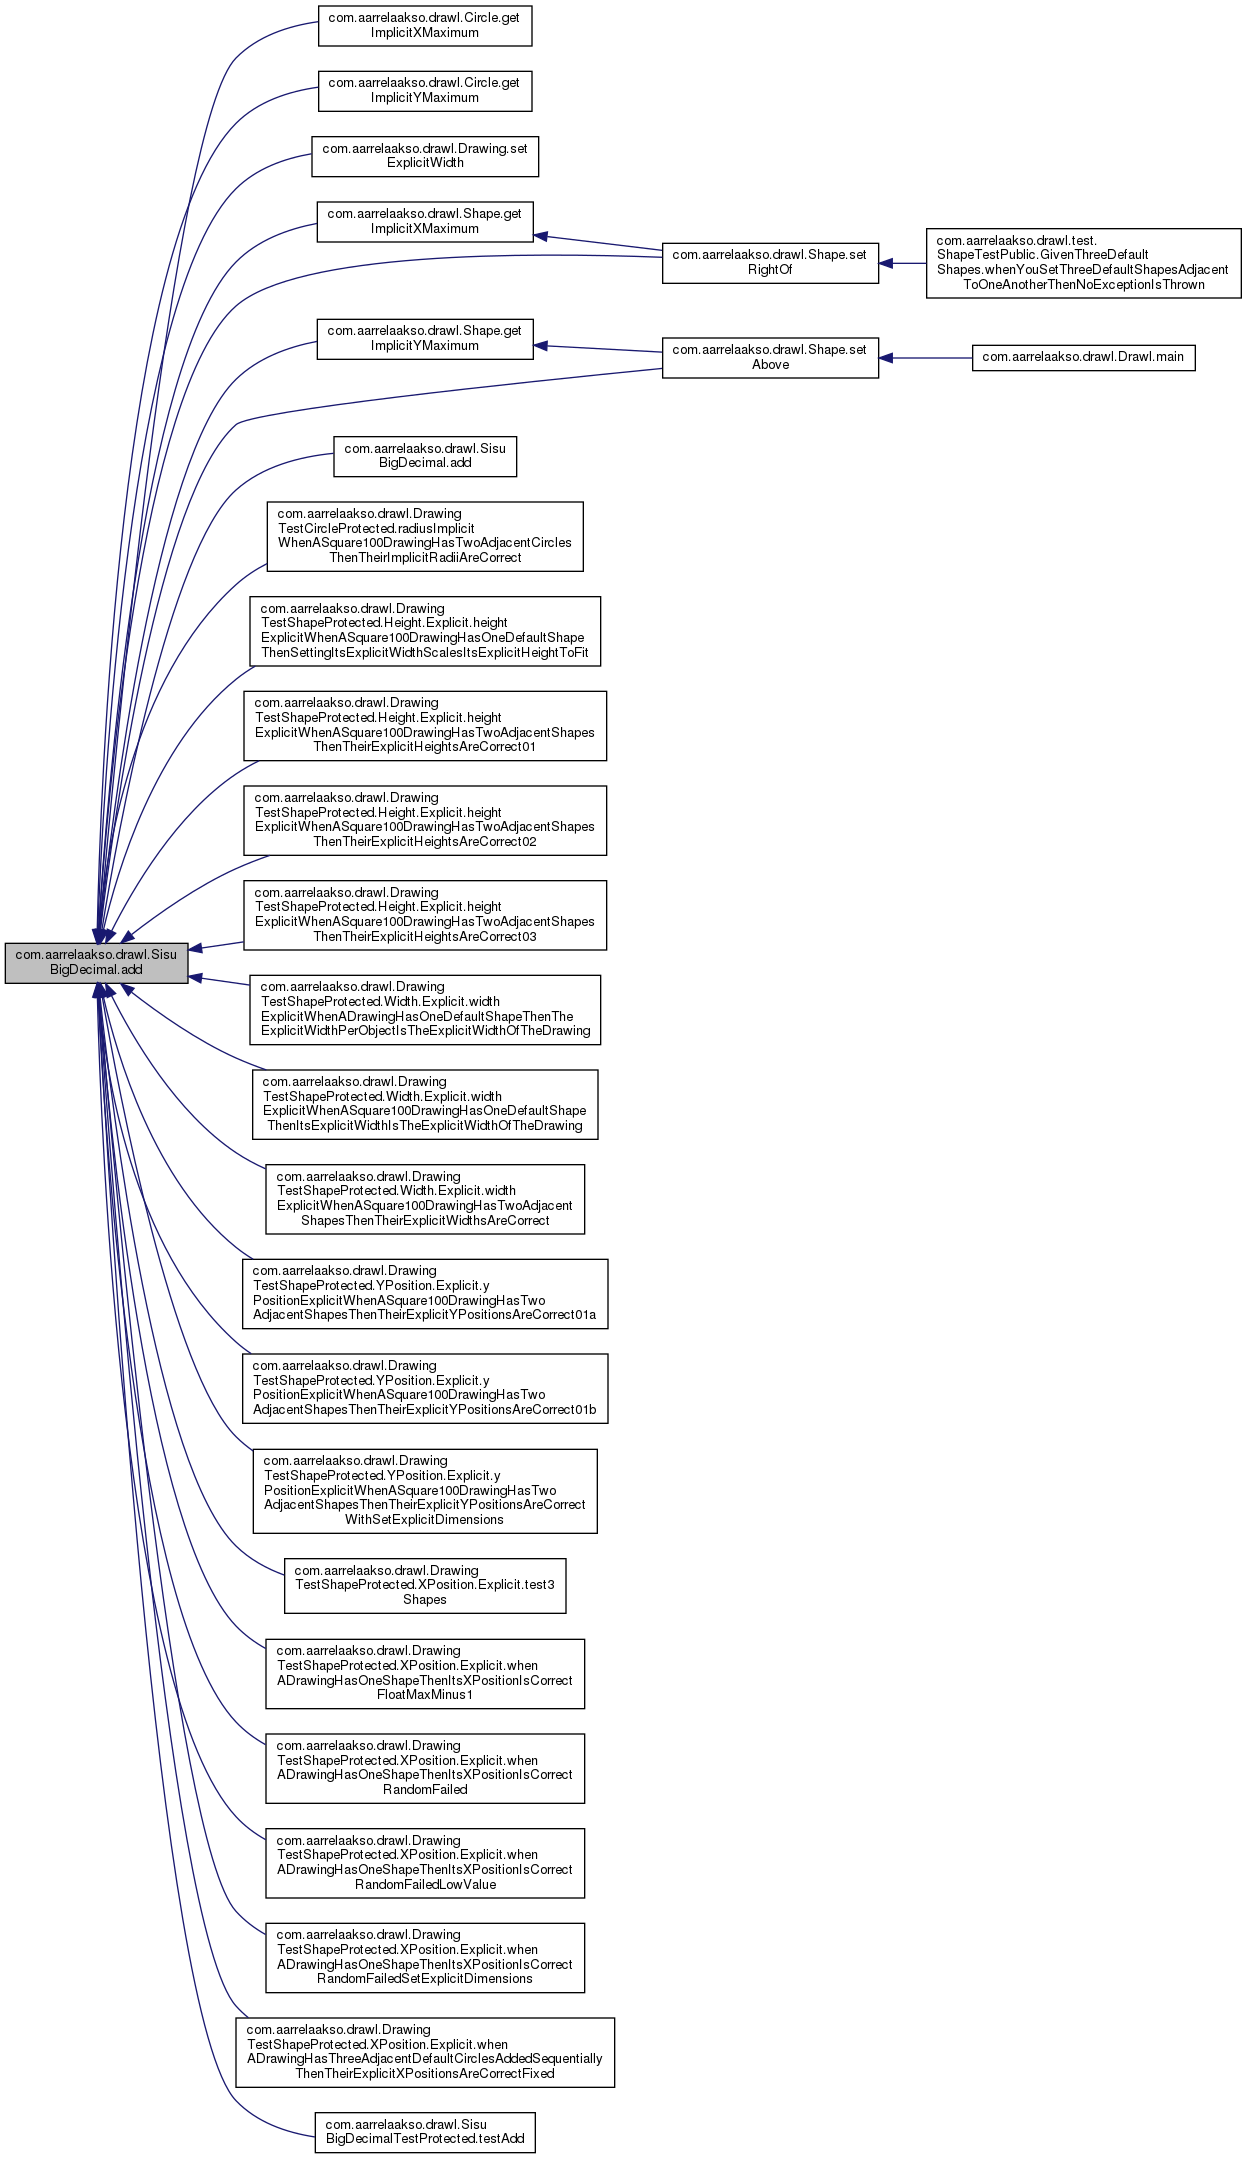 com.aarrelaakso.drawl.Circle.get
ImplicitXMaximum
com.aarrelaakso.drawl.Circle.get
ImplicitYMaximum
com.aarrelaakso.drawl.Drawing.set
ExplicitWidth
com.aarrelaakso.drawl.Shape.get
ImplicitXMaximum
com.aarrelaakso.drawl.Shape.set
RightOf
com.aarrelaakso.drawl.test.
ShapeTestPublic.GivenThreeDefault
Shapes.whenYouSetThreeDefaultShapesAdjacent
ToOneAnotherThenNoExceptionIsThrown
com.aarrelaakso.drawl.Shape.get
ImplicitYMaximum
com.aarrelaakso.drawl.Shape.set
Above
com.aarrelaakso.drawl.Drawl.main
com.aarrelaakso.drawl.Sisu
BigDecimal.add
com.aarrelaakso.drawl.Drawing
TestCircleProtected.radiusImplicit
WhenASquare100DrawingHasTwoAdjacentCircles
ThenTheirImplicitRadiiAreCorrect
com.aarrelaakso.drawl.Drawing
TestShapeProtected.Height.Explicit.height
ExplicitWhenASquare100DrawingHasOneDefaultShape
ThenSettingItsExplicitWidthScalesItsExplicitHeightToFit
com.aarrelaakso.drawl.Drawing
TestShapeProtected.Height.Explicit.height
ExplicitWhenASquare100DrawingHasTwoAdjacentShapes
ThenTheirExplicitHeightsAreCorrect01
com.aarrelaakso.drawl.Drawing
TestShapeProtected.Height.Explicit.height
ExplicitWhenASquare100DrawingHasTwoAdjacentShapes
ThenTheirExplicitHeightsAreCorrect02
com.aarrelaakso.drawl.Drawing
TestShapeProtected.Height.Explicit.height
ExplicitWhenASquare100DrawingHasTwoAdjacentShapes
ThenTheirExplicitHeightsAreCorrect03
com.aarrelaakso.drawl.Sisu
BigDecimal.add
com.aarrelaakso.drawl.Drawing
TestShapeProtected.Width.Explicit.width
ExplicitWhenADrawingHasOneDefaultShapeThenThe
ExplicitWidthPerObjectIsTheExplicitWidthOfTheDrawing
com.aarrelaakso.drawl.Drawing
TestShapeProtected.Width.Explicit.width
ExplicitWhenASquare100DrawingHasOneDefaultShape
ThenItsExplicitWidthIsTheExplicitWidthOfTheDrawing
com.aarrelaakso.drawl.Drawing
TestShapeProtected.Width.Explicit.width
ExplicitWhenASquare100DrawingHasTwoAdjacent
ShapesThenTheirExplicitWidthsAreCorrect
com.aarrelaakso.drawl.Drawing
TestShapeProtected.YPosition.Explicit.y
PositionExplicitWhenASquare100DrawingHasTwo
AdjacentShapesThenTheirExplicitYPositionsAreCorrect01a
com.aarrelaakso.drawl.Drawing
TestShapeProtected.YPosition.Explicit.y
PositionExplicitWhenASquare100DrawingHasTwo
AdjacentShapesThenTheirExplicitYPositionsAreCorrect01b
com.aarrelaakso.drawl.Drawing
TestShapeProtected.YPosition.Explicit.y
PositionExplicitWhenASquare100DrawingHasTwo
AdjacentShapesThenTheirExplicitYPositionsAreCorrect
WithSetExplicitDimensions
com.aarrelaakso.drawl.Drawing
TestShapeProtected.XPosition.Explicit.test3
Shapes
com.aarrelaakso.drawl.Drawing
TestShapeProtected.XPosition.Explicit.when
ADrawingHasOneShapeThenItsXPositionIsCorrect
FloatMaxMinus1
com.aarrelaakso.drawl.Drawing
TestShapeProtected.XPosition.Explicit.when
ADrawingHasOneShapeThenItsXPositionIsCorrect
RandomFailed
com.aarrelaakso.drawl.Drawing
TestShapeProtected.XPosition.Explicit.when
ADrawingHasOneShapeThenItsXPositionIsCorrect
RandomFailedLowValue
com.aarrelaakso.drawl.Drawing
TestShapeProtected.XPosition.Explicit.when
ADrawingHasOneShapeThenItsXPositionIsCorrect
RandomFailedSetExplicitDimensions
com.aarrelaakso.drawl.Drawing
TestShapeProtected.XPosition.Explicit.when
ADrawingHasThreeAdjacentDefaultCirclesAddedSequentially
ThenTheirExplicitXPositionsAreCorrectFixed
com.aarrelaakso.drawl.Sisu
BigDecimalTestProtected.testAdd